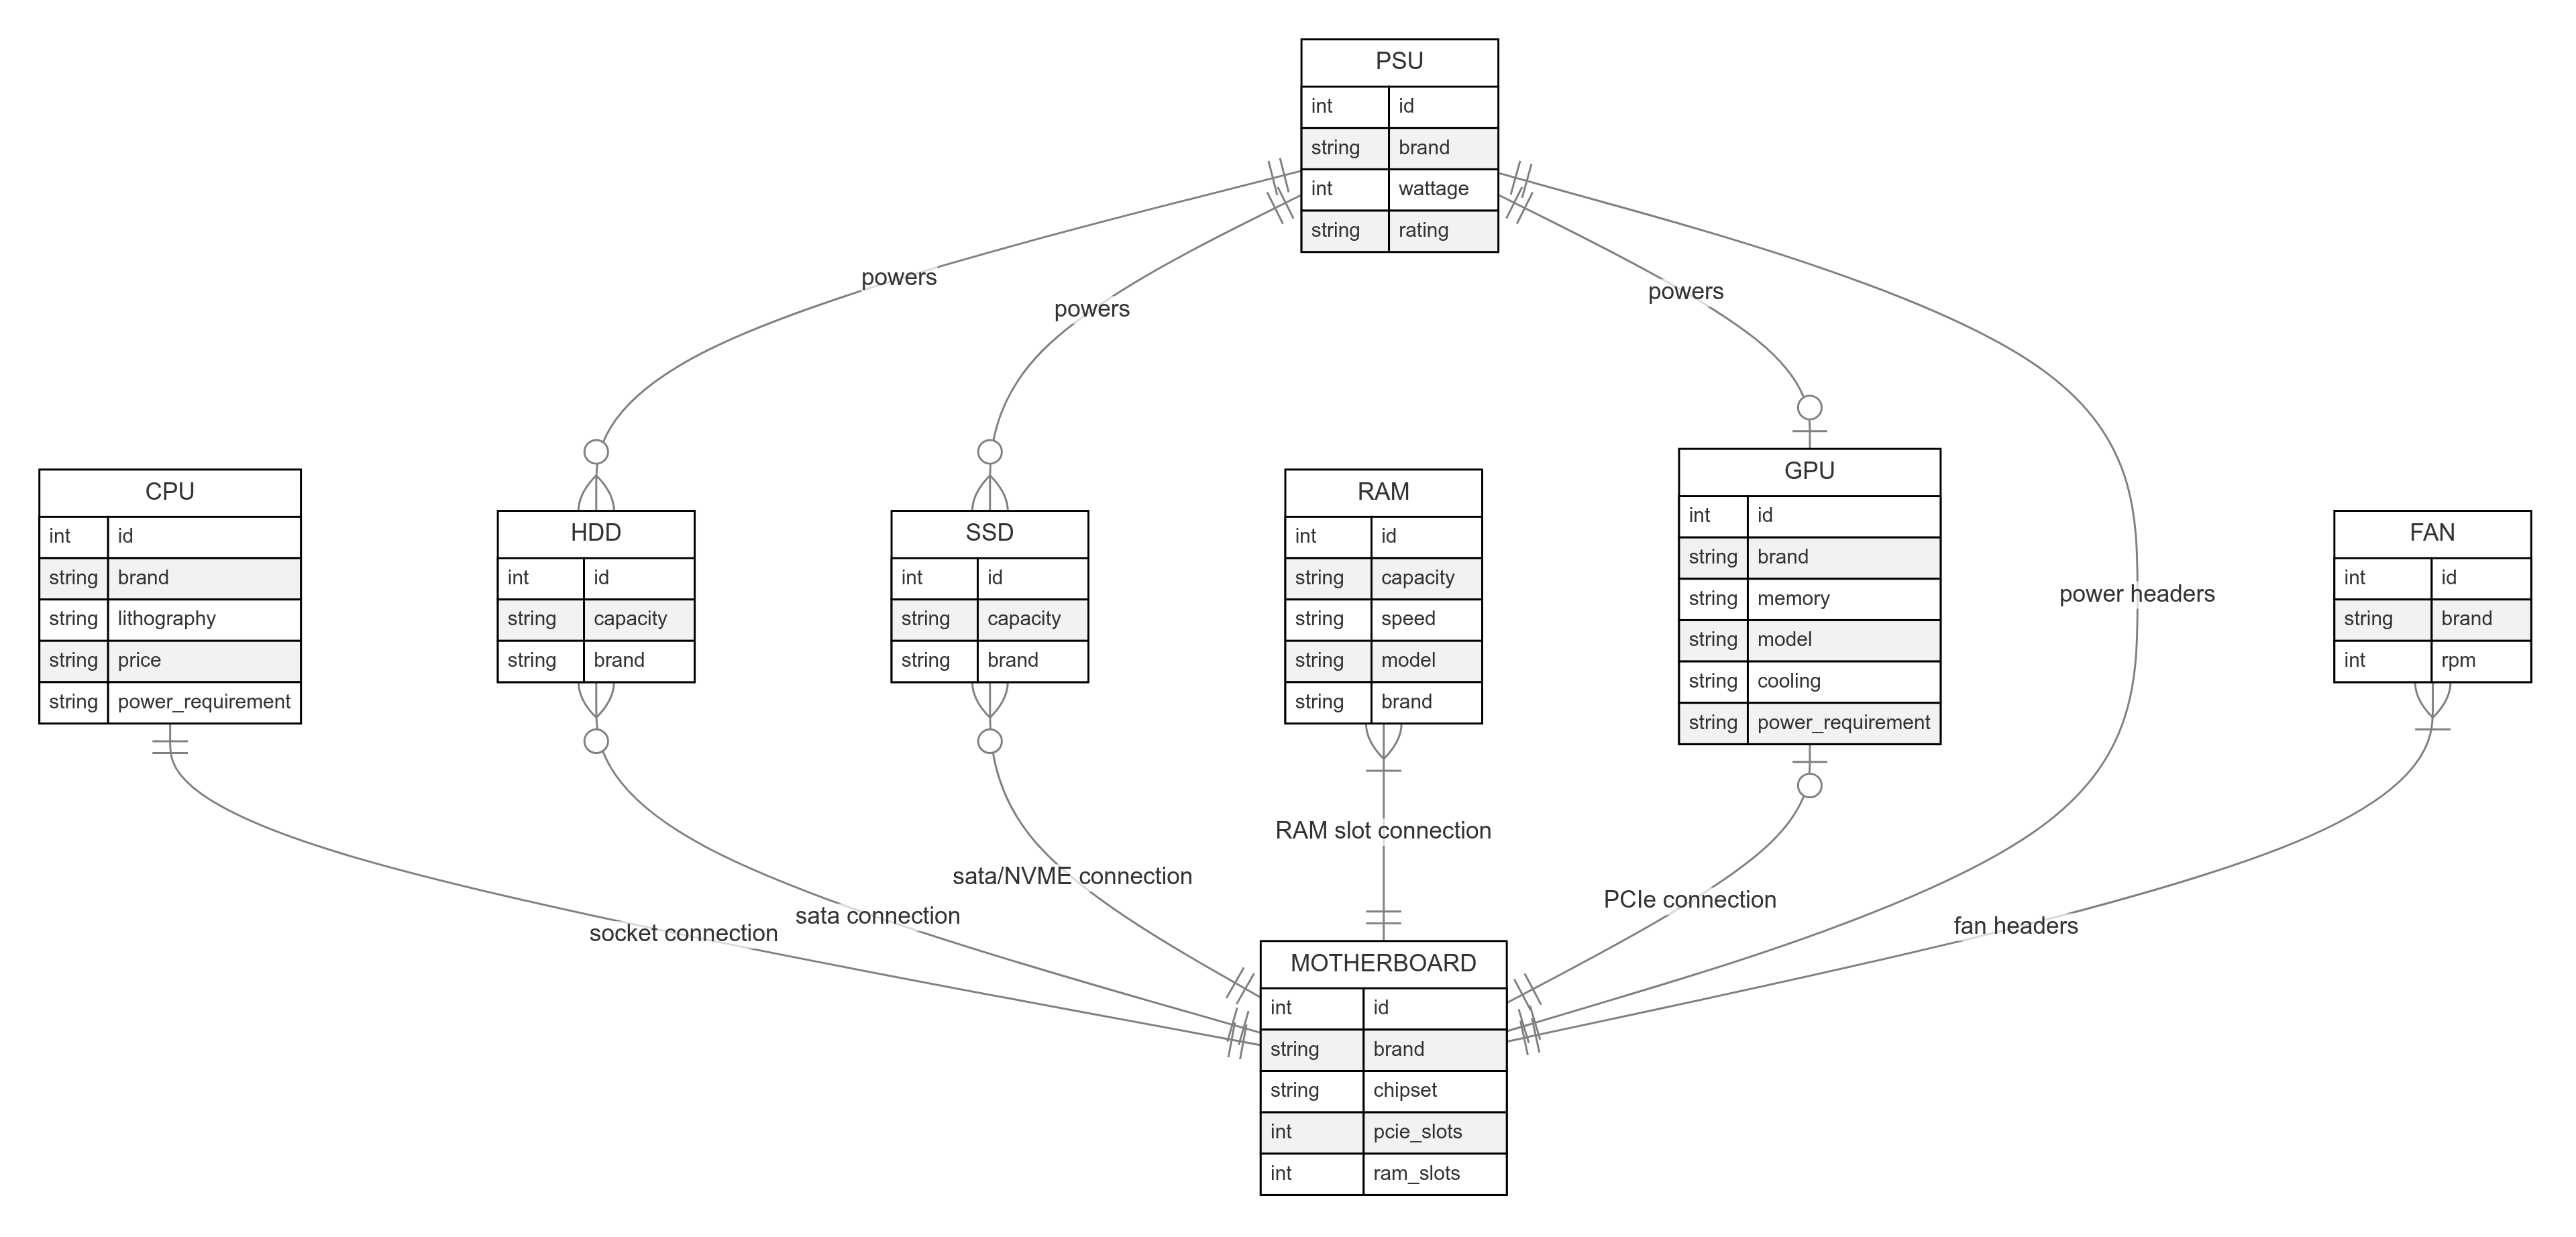 PSU
int id
string brand
int wattage
string rating
powers
powers
powers
power headers
CPU
int id
string brand
string lithography
string price
string power_requirement
HDD
int id
string capacity
string brand
SSD
int id
string capacity
string brand
RAM
int id
string capacity
string speed
string model
string brand
GPU
int id
string brand
string memory
string model
string cooling
string power_requirement
FAN
int id
string brand
int rpm
socket connection
sata connection
sata/NVME connection
RAM slot connection
PCIe connection
fan headers
MOTHERBOARD
int id
string brand
string chipset
int pcie_slots
int ram_slots